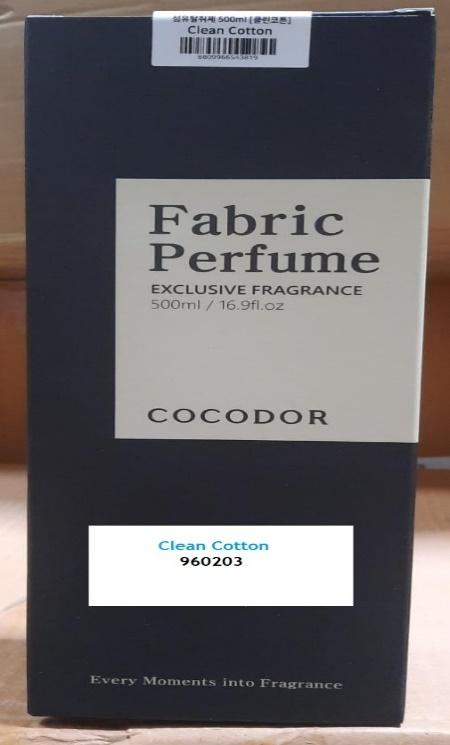 섬유탈취제 500ml [클린코튼]
Clean Cotton
8809966543819
Fabric
Perfume
EXCLUSIVE FRAGRANCE
500ml / 16.9fl.oz
COCODOR
Clean Cotton
960203
Every Moments into Fragrance